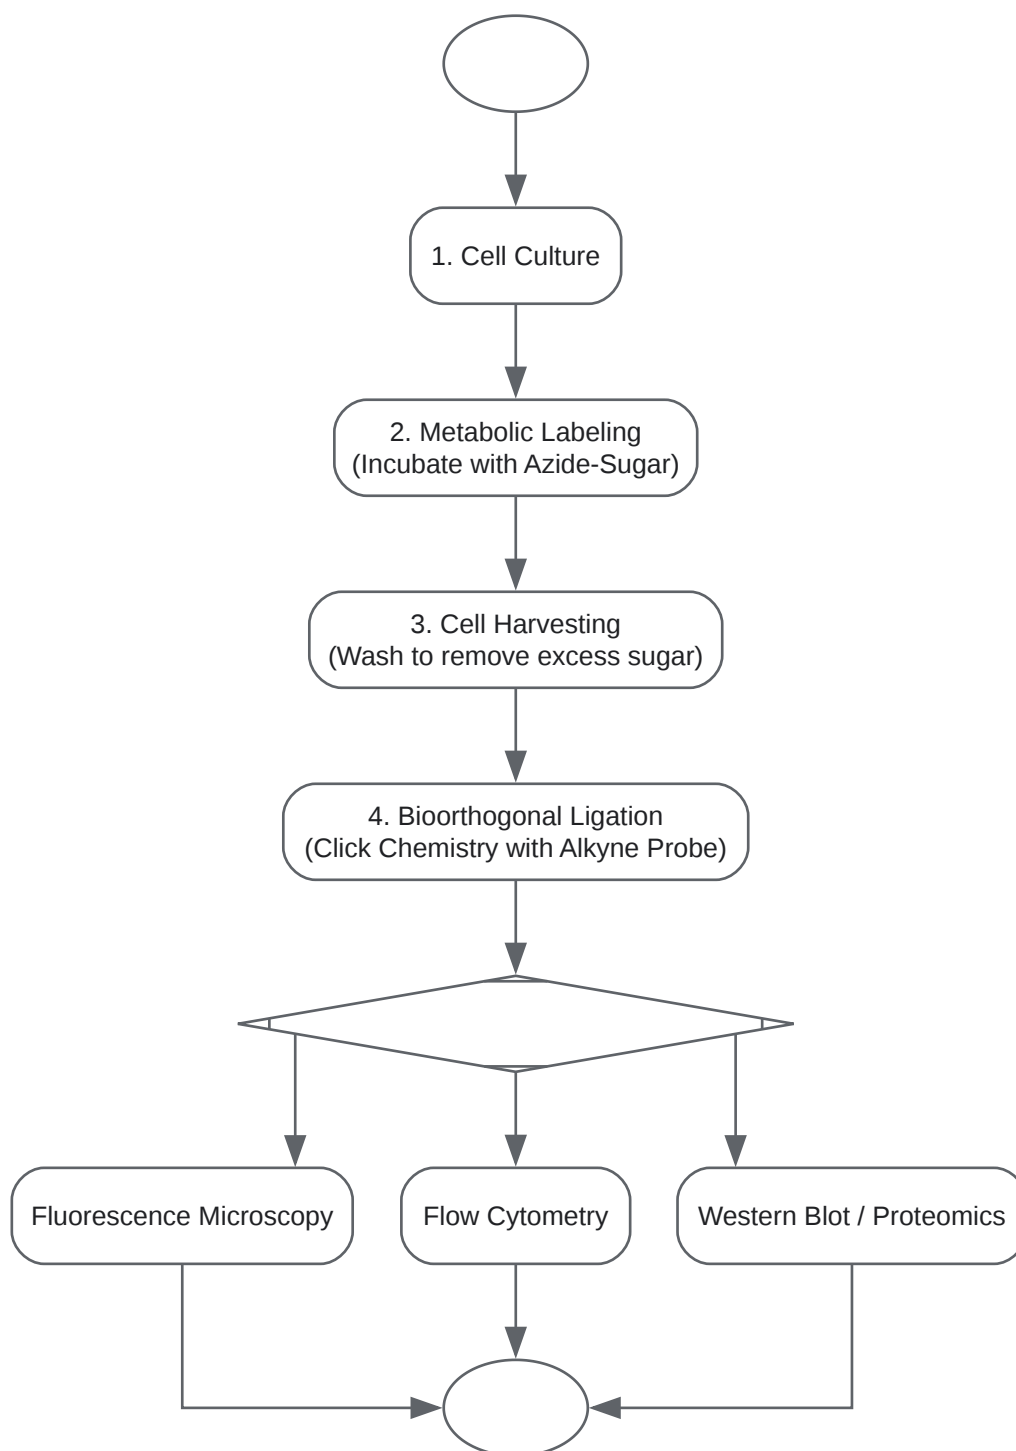 1. Cell Culture
2. Metabolic Labeling
(Incubate with Azide-Sugar)
3. Cell Harvesting
(Wash to remove excess sugar)
4. Bioorthogonal Ligation
(Click Chemistry with Alkyne Probe)
Fluorescence Microscopy
Flow Cytometry
Western Blot / Proteomics